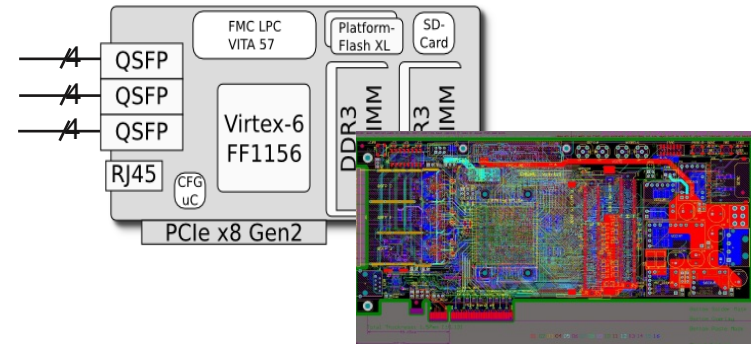 FMC LPC
VITA 57
Platform-
Flash XL
SD-
Card
4
QSFP
4
QSFP
4
QSFP
Virtex-6
FF1156
DDR3
IMM
R3
IMM
RJ45
CFG
uC
PCIe x8 Gen2